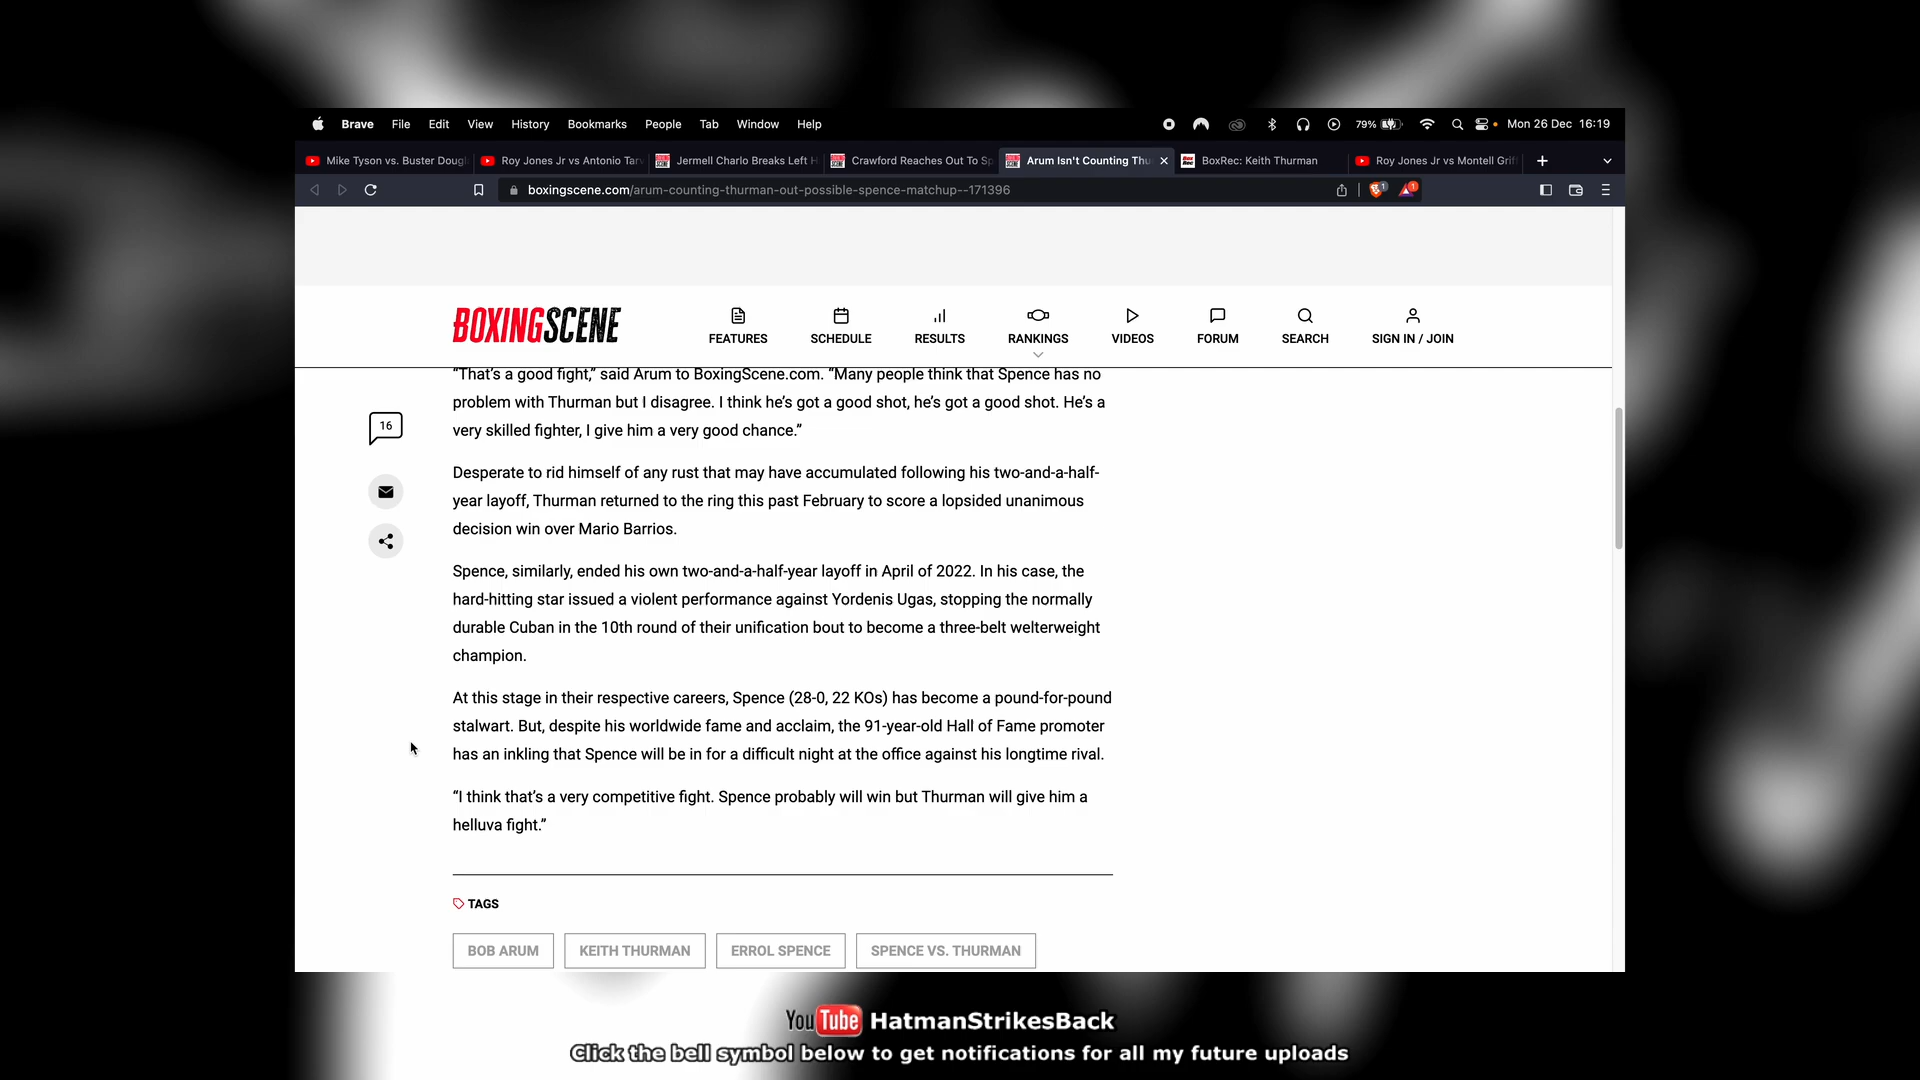 Brave File Edit View History Bookmarks People Tab Window Help 79% Mon 26 Dec 16:19
Mike Tyson vs. Buster Dougl Roy Jones Jr vs Antonio Tar Jermell Charlo Breaks Left H Crawford Reaches Out To Sp Arum Isn't Counting Thu BoxRec: Keith Thurman Roy Jones Jr vs Montell Grif
boxingscene.com/arum-counting-thurman-out-possible-spence-matchup--171396 1 1
BOXINGSCENE FEATURES SCHEDULE RESULTS RANKINGS VIDEOS FORUM SEARCH SIGN IN / JOIN
“That’s a good fight,” said Arum to BoxingScene.com. “Many people think that Spence has no
problem with Thurman but I disagree. I think he’s got a good shot, he’s got a good shot. He’s a
very skilled fighter, I give him a very good chance.”
16
Desperate to rid himself of any rust that may have accumulated following his two-and-a-half-
year layoff, Thurman returned to the ring this past February to score a lopsided unanimous
decision win over Mario Barrios.
Spence, similarly, ended his own two-and-a-half-year layoff in April of 2022. In his case, the
hard-hitting star issued a violent performance against Yordenis Ugas, stopping the normally
durable Cuban in the 10th round of their unification bout to become a three-belt welterweight
champion.
At this stage in their respective careers, Spence (28-0, 22 KOs) has become a pound-for-pound
stalwart. But, despite his worldwide fame and acclaim, the 91-year-old Hall of Fame promoter
has an inkling that Spence will be in for a difficult night at the office against his longtime rival.
“I think that’s a very competitive fight. Spence probably will win but Thurman will give him a
helluva fight.”
TAGS
BOB ARUM KEITH THURMAN ERROL SPENCE SPENCE VS. THURMAN
YouTube HatmanStrikesBack
Click the bell symbol below to get notifications for all my future uploads